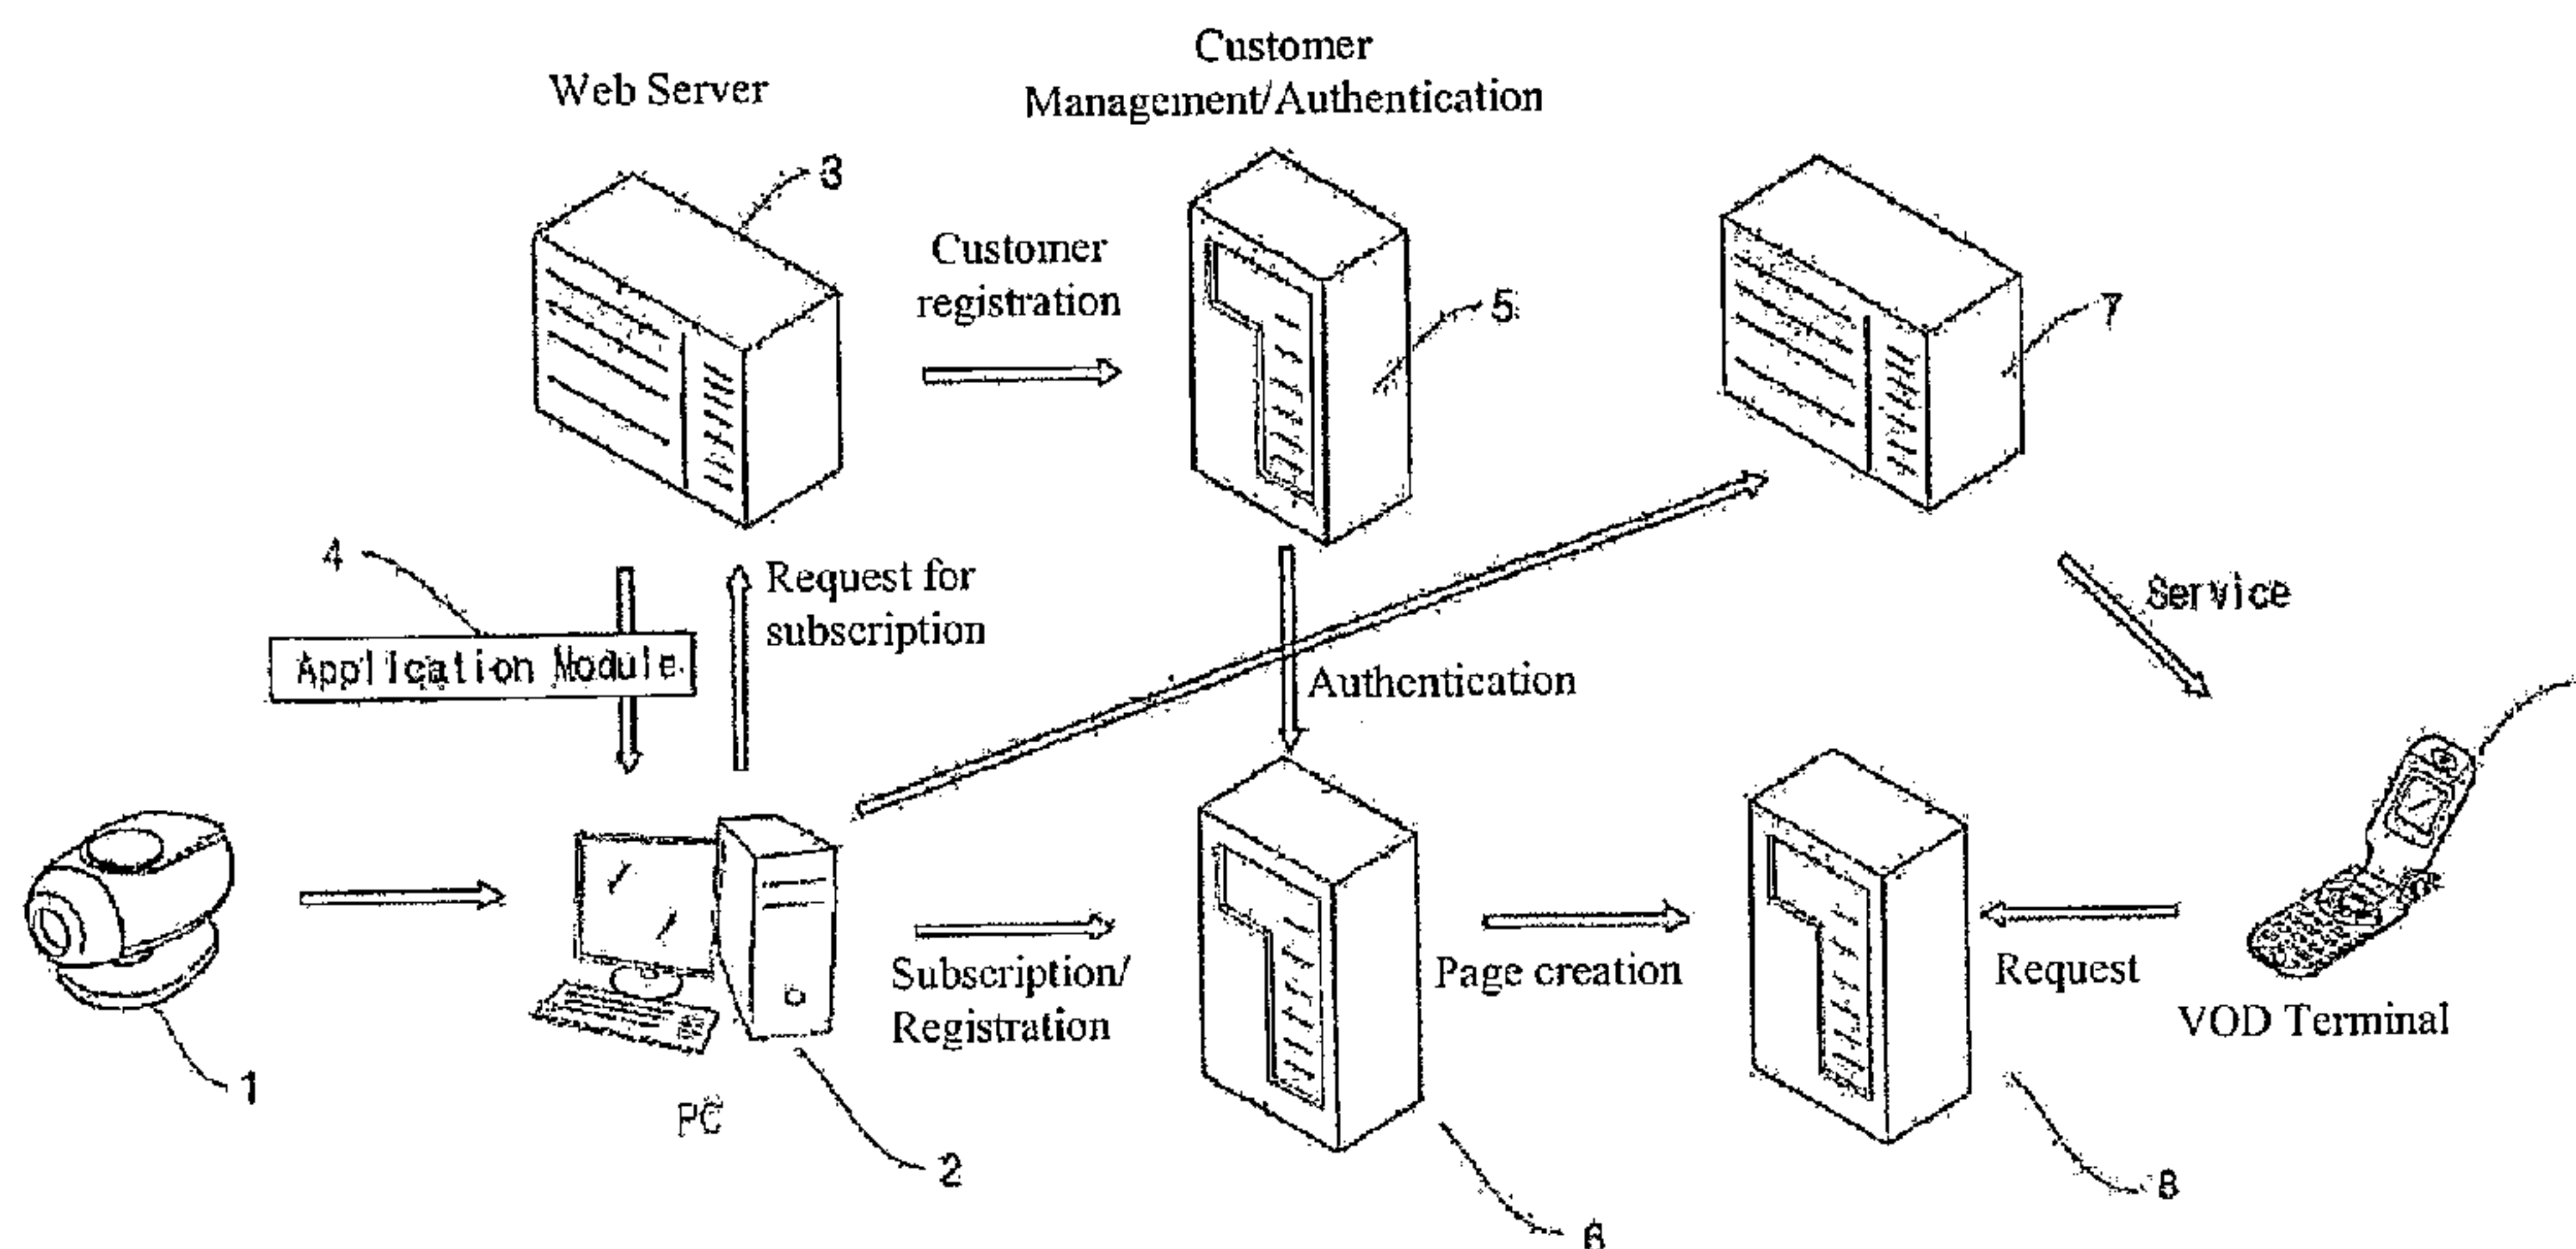 Customer
Web Server
Management/Authentication
3
Customer
registration
5
7
4
Request for
subscription
Service
Application Module
Authentication
Subscription/
Registration
Page creation
Request
VOD Terminal
1
PC
2
6
8